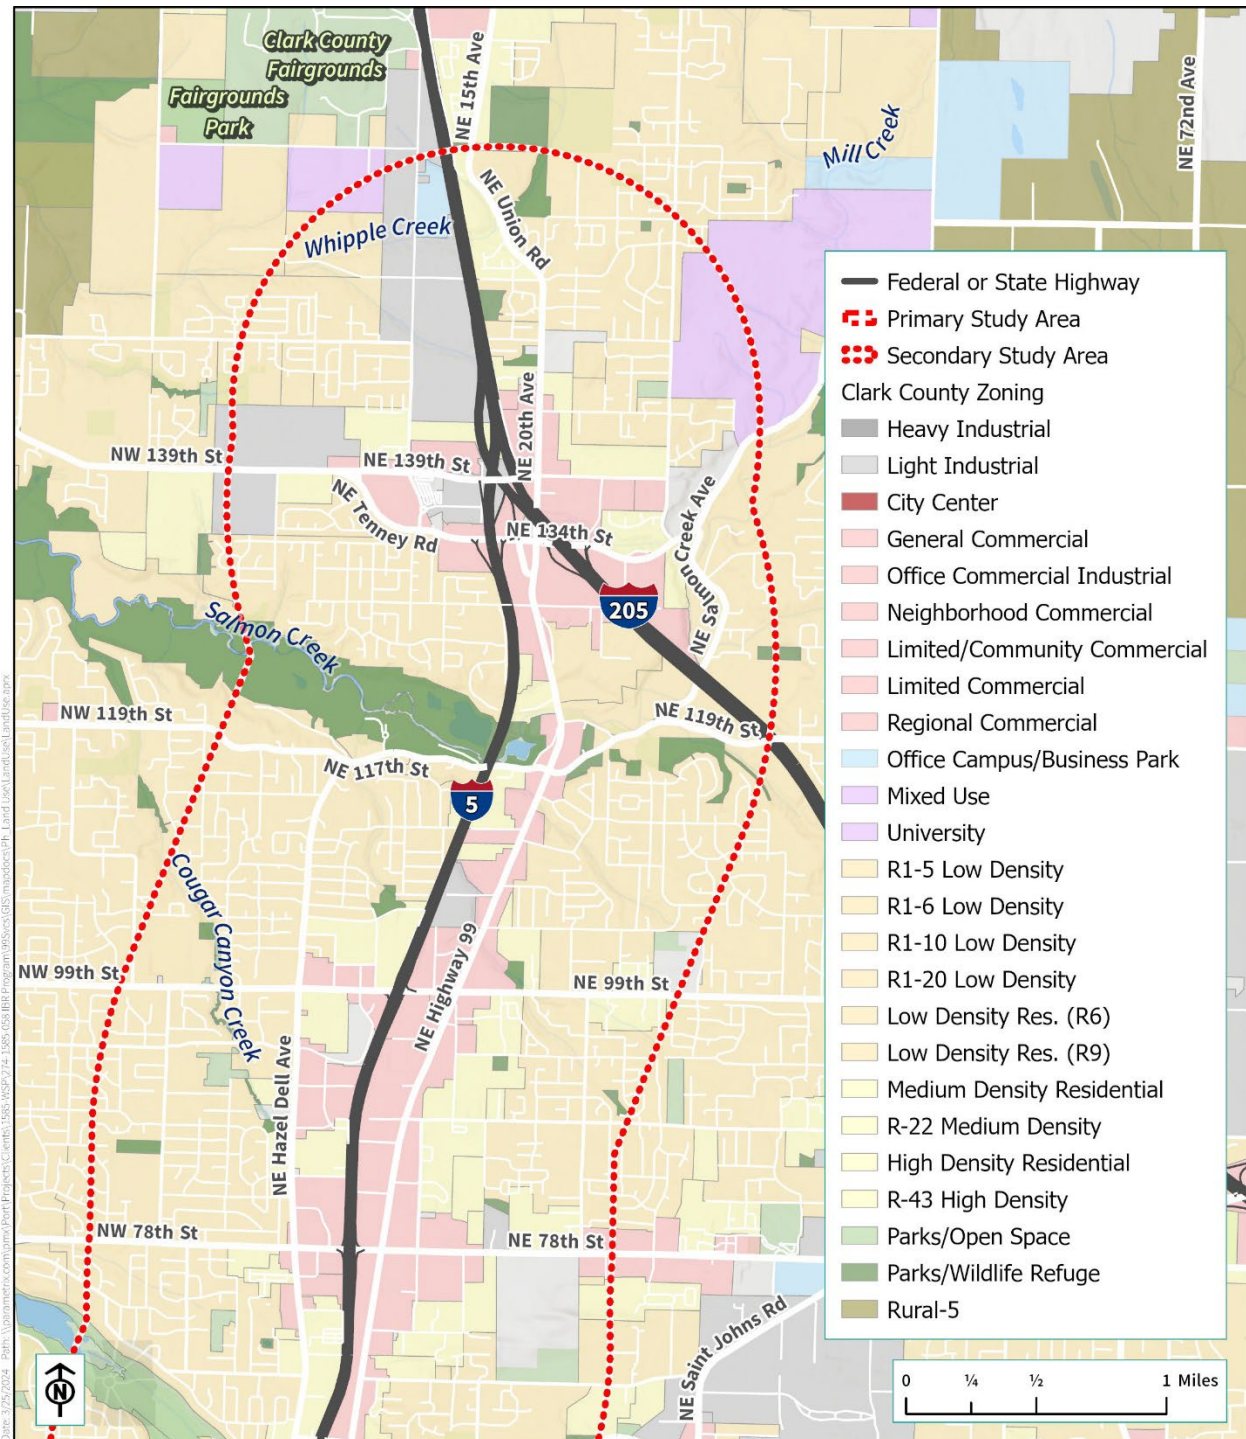 Clark County
Fairgrounds
Fairgrounds
Park
NE 15th Ave
NE 72nd Ave
Mill Creek
NE Union Rd
Whipple Creek
Federal or State Highway
Primary Study Area
Secondary Study Area
Clark County Zoning
Heavy Industrial
Light Industrial
City Center
General Commercial
Office Commercial Industrial
Neighborhood Commercial
Limited/Community Commercial
Limited Commercial
Regional Commercial
Office Campus/Business Park
Mixed Use
University
R1-5 Low Density
R1-6 Low Density
R1-10 Low Density
R1-20 Low Density
Low Density Res. (R6)
Low Density Res. (R9)
Medium Density Residential
R-22 Medium Density
High Density Residential
R-43 High Density
Parks/Open Space
Parks/Wildlife Refuge
Rural-5
NE 20th Ave
NW 139th St
NE 139th St
NE Tenney Rd
NE 134th St
NE Salmon Creek Ave
205
Salmon Creek
NW 119th St
NE 119th St
NE 117th St
5
Cougar Canyon Creek
NW 99th St
NE 99th St
NE Highway 99
NE Hazel Dell Ave
NW 78th St
NE 78th St
NE Saint Johns Rd
N
0 ¼ ½ 1 Miles
Date: 3/25/2024